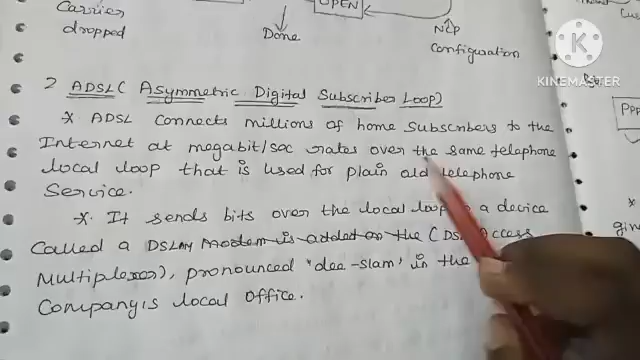 Carrier
dropped
Done
OPEN
NCP
configuration
KINEMASTER
PPP
2 ADSL( Asymmetric Digital Subscriber Loop)
* ADSL Connects millions of home Subscribers to the
Internet at megabit/sec rates over the same telephone
local loop that is used for plain old telephone
Service.
* It sends bits over the local loop to a device
Called a DSLAM Modem is added on the (DSL Access
Multiplexer), pronounced "dee-slam" in the
Company's local office.